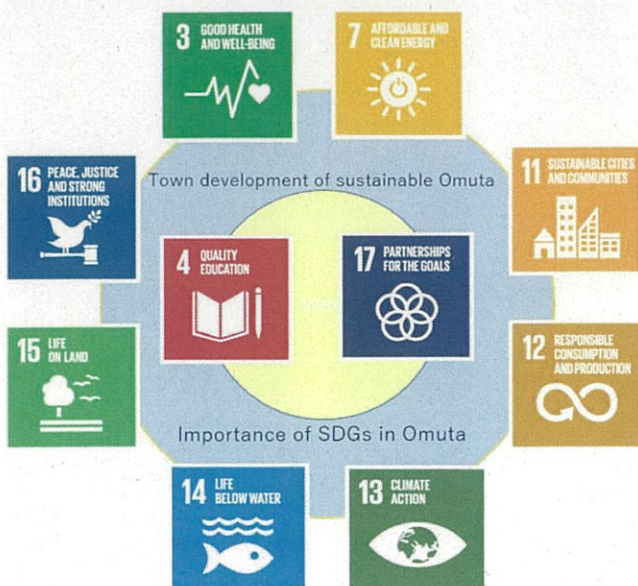 3 GOOD HEALTH
AND WELL-BEING
7 AFFORDABLE AND
CLEAN ENERGY
16 PEACE, JUSTICE
AND STRONG
INSTITUTIONS
Town development of sustainable Omuta
11 SUSTAINABLE CITIES
AND COMMUNITIES
4 QUALITY
EDUCATION
17 PARTNERSHIPS
FOR THE GOALS
15 LIFE
ON LAND
12 RESPONSIBLE
CONSUMPTION
AND PRODUCTION
Importance of SDGs in Omuta
14 LIFE
BELOW WATER
13 CLIMATE
ACTION